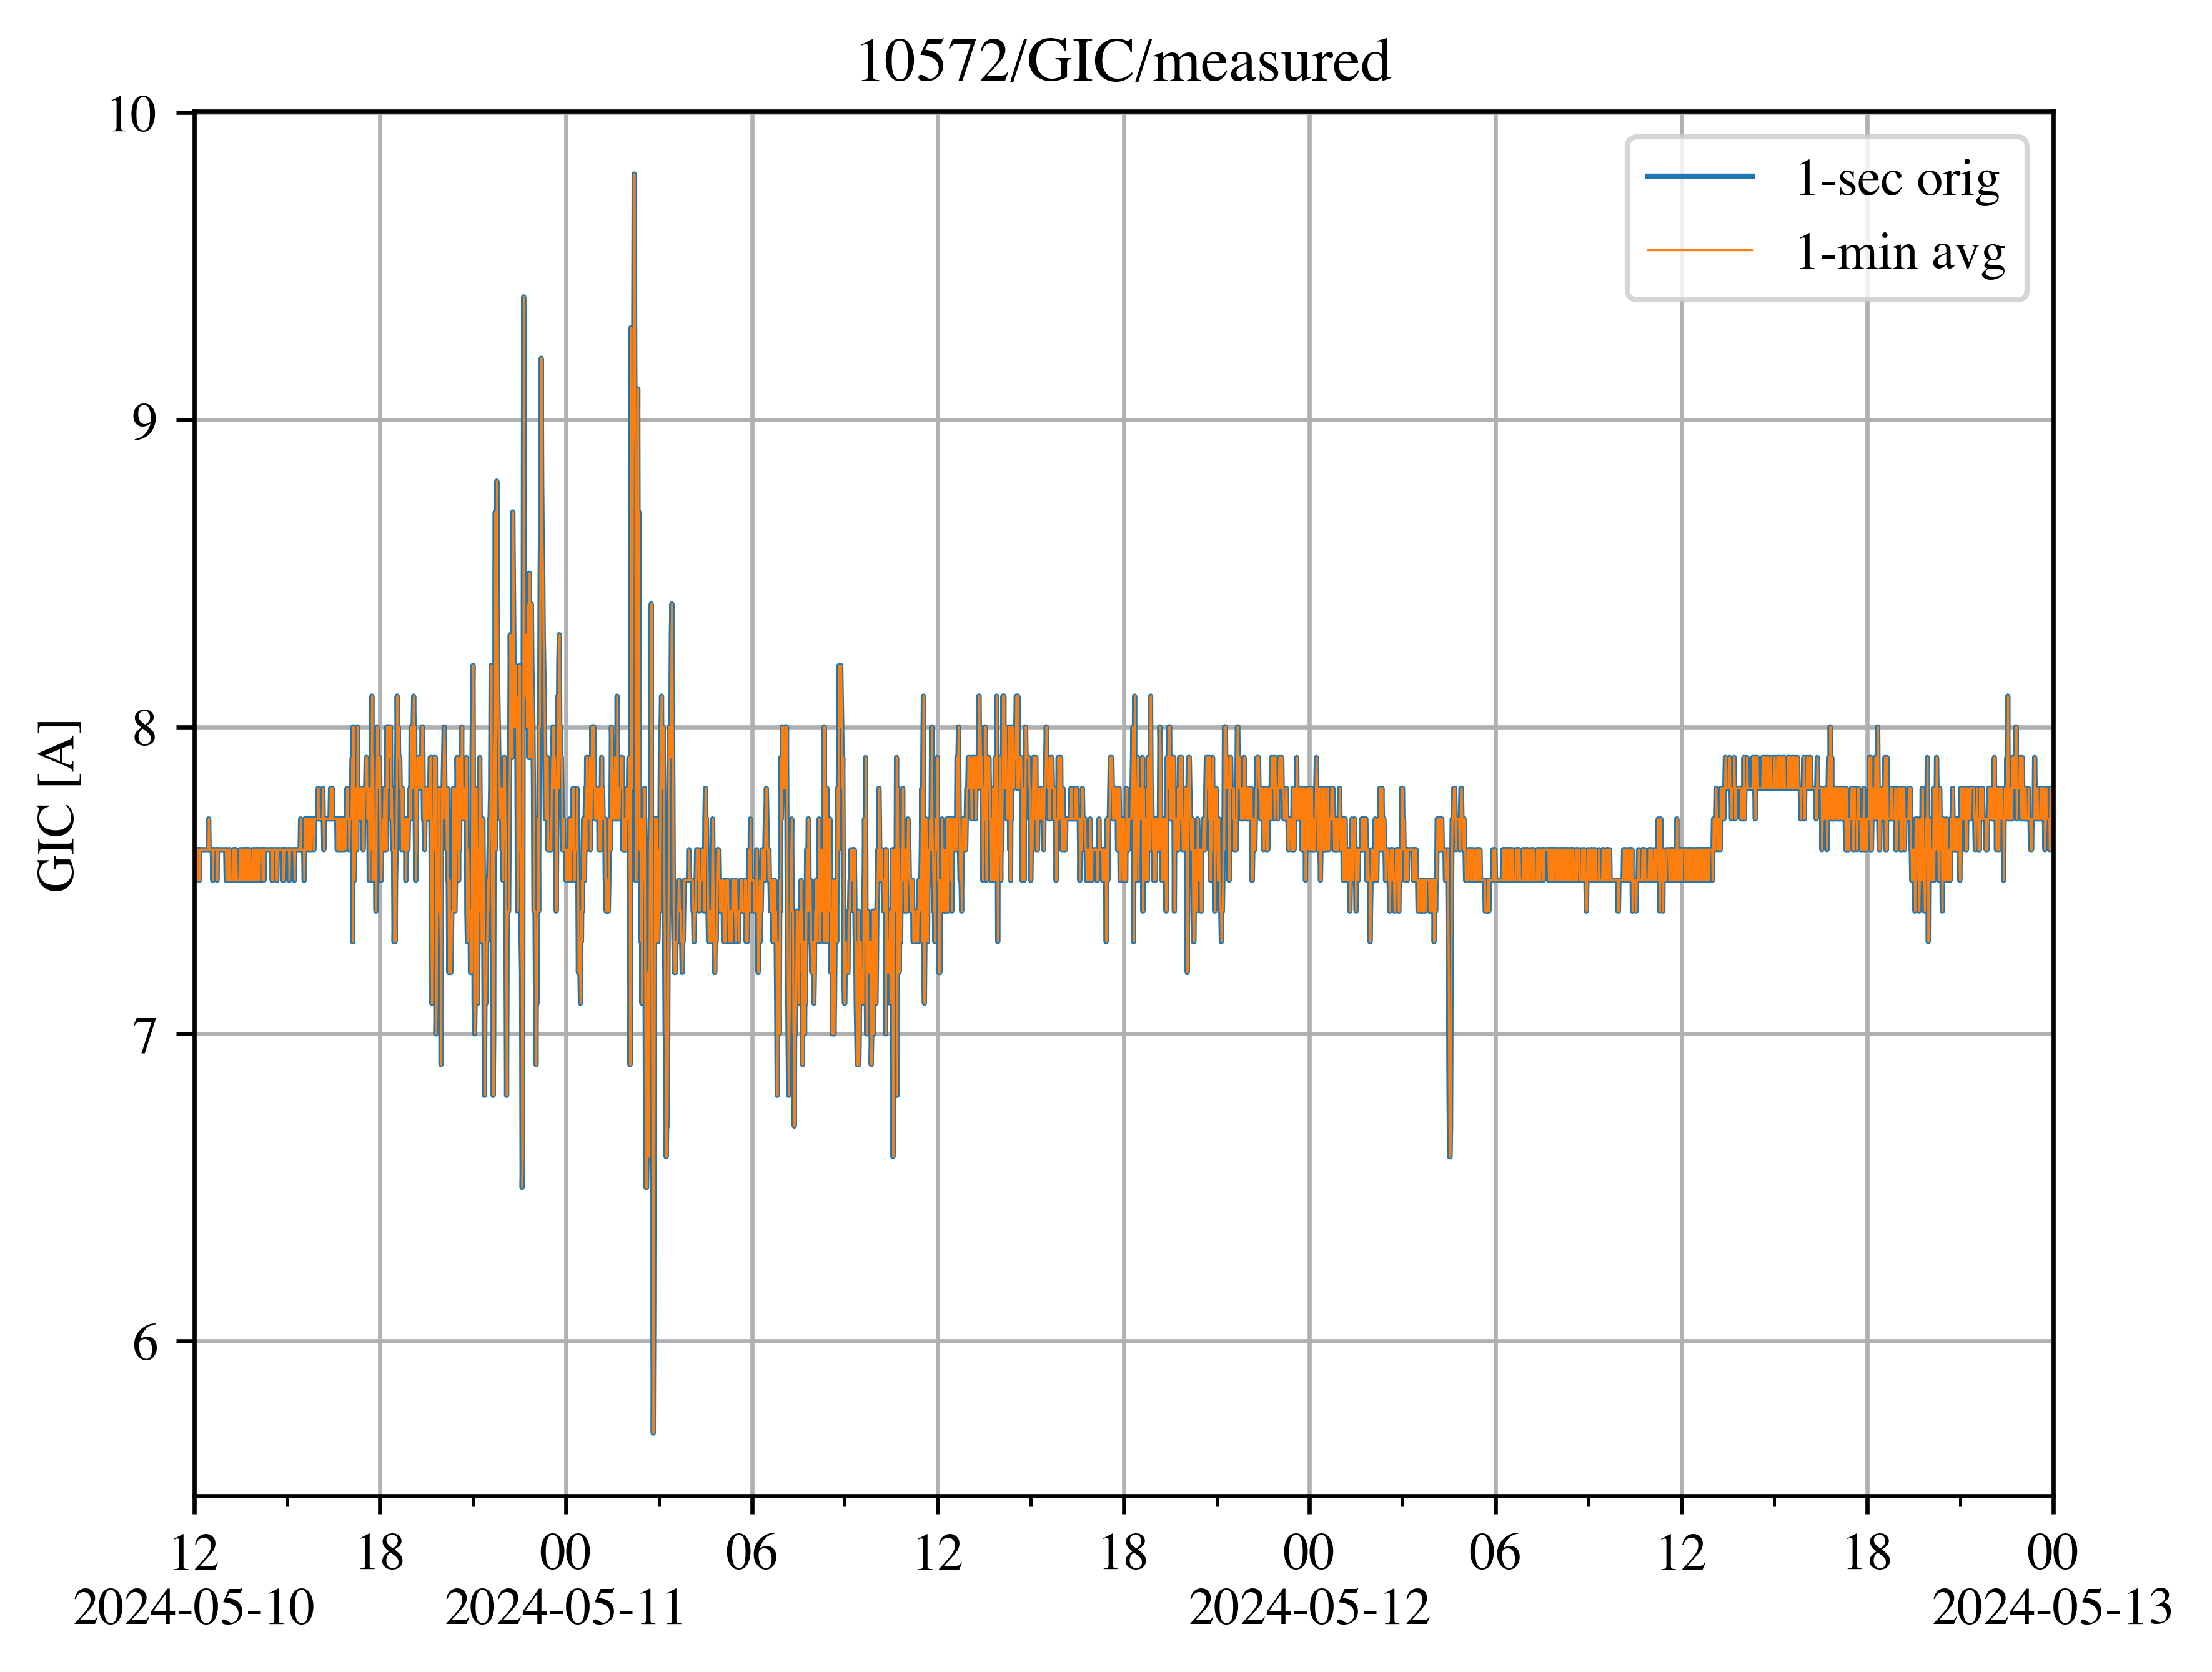 10572/GIC/measured
10
9
8
7
6
GIC [A]
1-sec orig
1-min avg
12 18 00 06 12 18 00 06 12 18 00
2024-05-10 2024-05-11 2024-05-12 2024-05-13